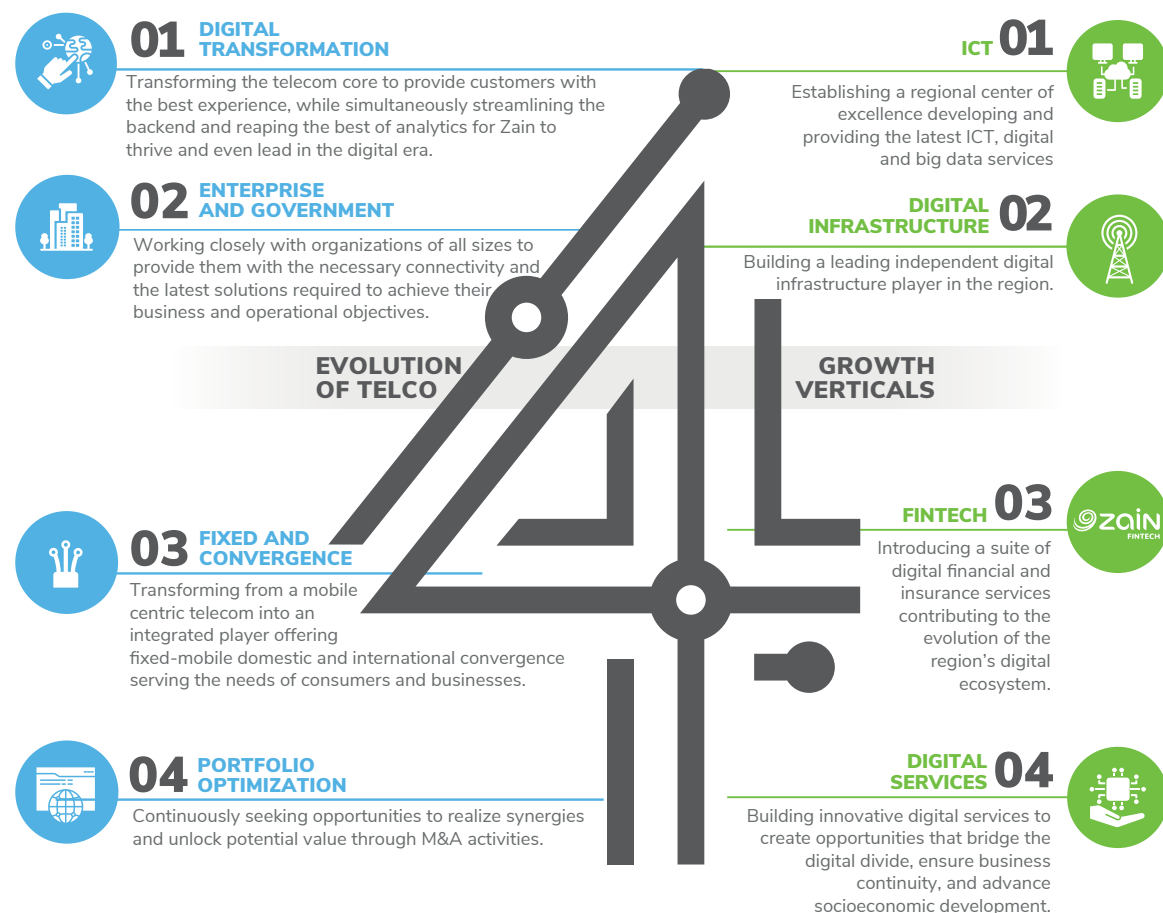 01 DIGITAL
TRANSFORMATION
Transforming the telecom core to provide customers with
the best experience, while simultaneously streamlining the
backend and reaping the best of analytics for Zain to
thrive and even lead in the digital era.
02 ENTERPRISE
AND GOVERNMENT
Working closely with organizations of all sizes to
provide them with the necessary connectivity and
the latest solutions required to achieve their
business and operational objectives.
EVOLUTION
OF TELCO
03 FIXED AND
CONVERGENCE
Transforming from a mobile
centric telecom into an
integrated player offering
fixed-mobile domestic and international convergence
serving the needs of consumers and businesses.
04 PORTFOLIO
OPTIMIZATION
Continuously seeking opportunities to realize synergies
and unlock potential value through M&A activities.
ICT 01
Establishing a regional center of
excellence developing and
providing the latest ICT, digital
and big data services
DIGITAL
INFRASTRUCTURE 02
Building a leading independent digital
infrastructure player in the region.
GROWTH
VERTICALS
FINTECH 03
zain
FINTECH
Introducing a suite of
digital financial and
insurance services
contributing to the
evolution of the
region's digital
ecosystem.
DIGITAL
SERVICES 04
Building innovative digital services to
create opportunities that bridge the
digital divide, ensure business
continuity, and advance
socioeconomic development.